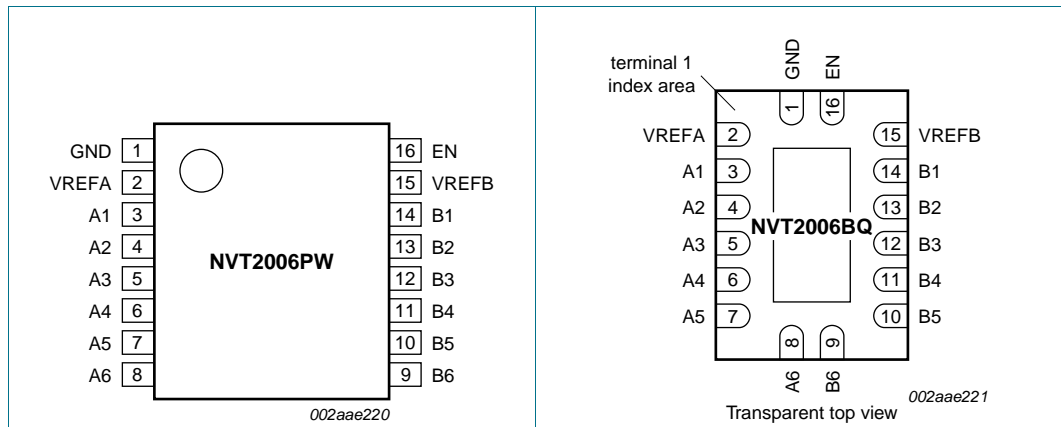 GND 1
VREFA 2
A1 3
A2 4
A3 5
A4 6
A5 7
A6 8
NVT2006PW
16 EN
15 VREFB
14 B1
13 B2
12 B3
11 B4
10 B5
9 B6
002aae220
terminal 1
index area
GND 1
EN 16
VREFA 2
A1 3
A2 4
A3 5
A4 6
A5 7
NVT2006BQ
15 VREFB
14 B1
13 B2
12 B3
11 B4
10 B5
8 A6
9 B6
002aae221
Transparent top view